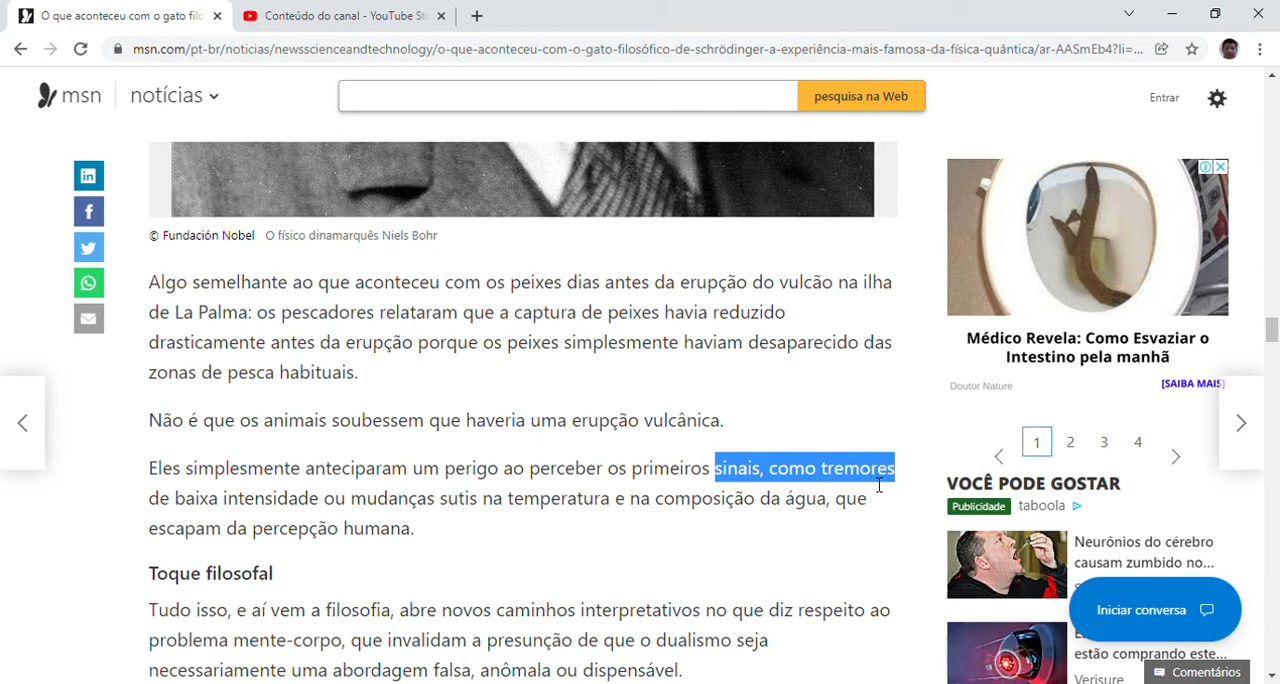 O que aconteceu com o gato filo
Conteúdo do canal - YouTube St
msn.com/pt-br/noticias/newsscienceandtechnology/o-que-aconteceu-com-o-gato-filosófico-de-schrödinger-a-experiência-mais-famosa-da-física-quântica/ar-AASmEb4?li=...
msn
notícias
pesquisa na Web
Entrar
© Fundación Nobel O físico dinamarquês Niels Bohr
Algo semelhante ao que aconteceu com os peixes dias antes da erupção do vulcão na ilha
de La Palma: os pescadores relataram que a captura de peixes havia reduzido
drasticamente antes da erupção porque os peixes simplesmente haviam desaparecido das
zonas de pesca habituais.
Não é que os animais soubessem que haveria uma erupção vulcânica.
Eles simplesmente anteciparam um perigo ao perceber os primeiros sinais, como tremores
de baixa intensidade ou mudanças sutis na temperatura e na composição da água, que
escapam da percepção humana.
Toque filosofal
Tudo isso, e aí vem a filosofia, abre novos caminhos interpretativos no que diz respeito ao
problema mente-corpo, que invalidam a presunção de que o dualismo seja
necessariamente uma abordagem falsa, anômala ou dispensável.
Médico Revela: Como Esvaziar o
Intestino pela manhã
Doutor Nature
[SAIBA MAIS]
1 2 3 4
VOCÊ PODE GOSTAR
Publicidade taboola
Neurônios do cérebro
causam zumbido no...
Iniciar conversa
estão comprando este...
Verisure
Comentários